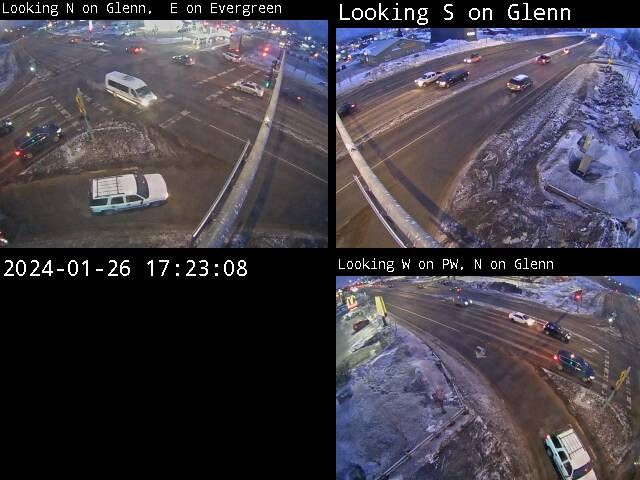 Looking N on Glenn,  E on Evergreen
Looking S on Glenn
2024-01-26 17:23:08
Looking W on PW, N on Glenn